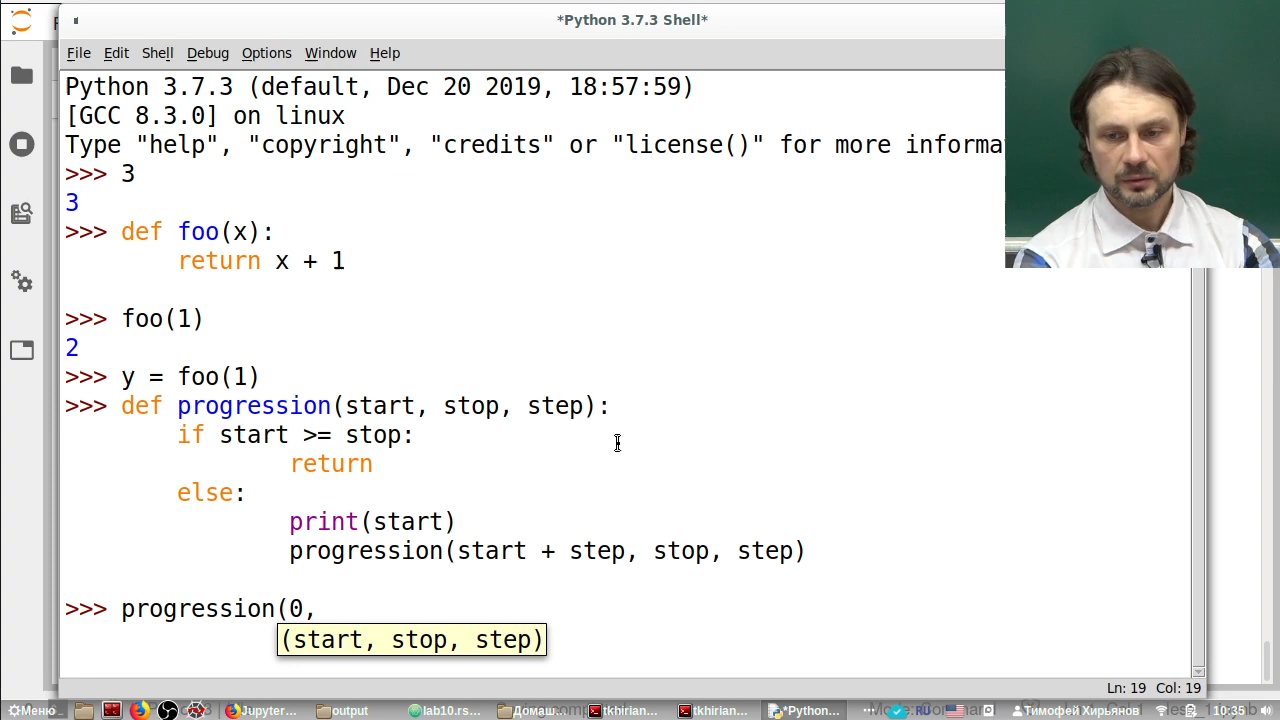 *Python 3.7.3 Shell*
File Edit Shell Debug Options Window Help
Python 3.7.3 (default, Dec 20 2019, 18:57:59)
[GCC 8.3.0] on linux
Type "help", "copyright", "credits" or "license()" for more informa
>>> 3
3
>>> def foo(x):
return x + 1
>>> foo(1)
2
>>> y = foo(1)
>>> def progression(start, stop, step):
if start >= stop:
return
else:
print(start)
progression(start + step, stop, step)
>>> progression(0,
(start, stop, step)
Ln: 19 Col: 19
Меню Jupyter… output lab10.rs… Домаш… tkhirian… tkhirian… *Python… RU Тимофей Хирьянов 10:35